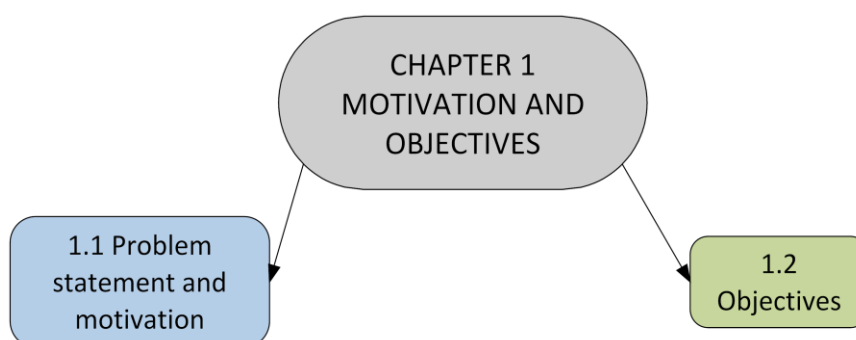 CHAPTER 1
MOTIVATION AND
OBJECTIVES
1.1 Problem
statement and
motivation
1.2
Objectives